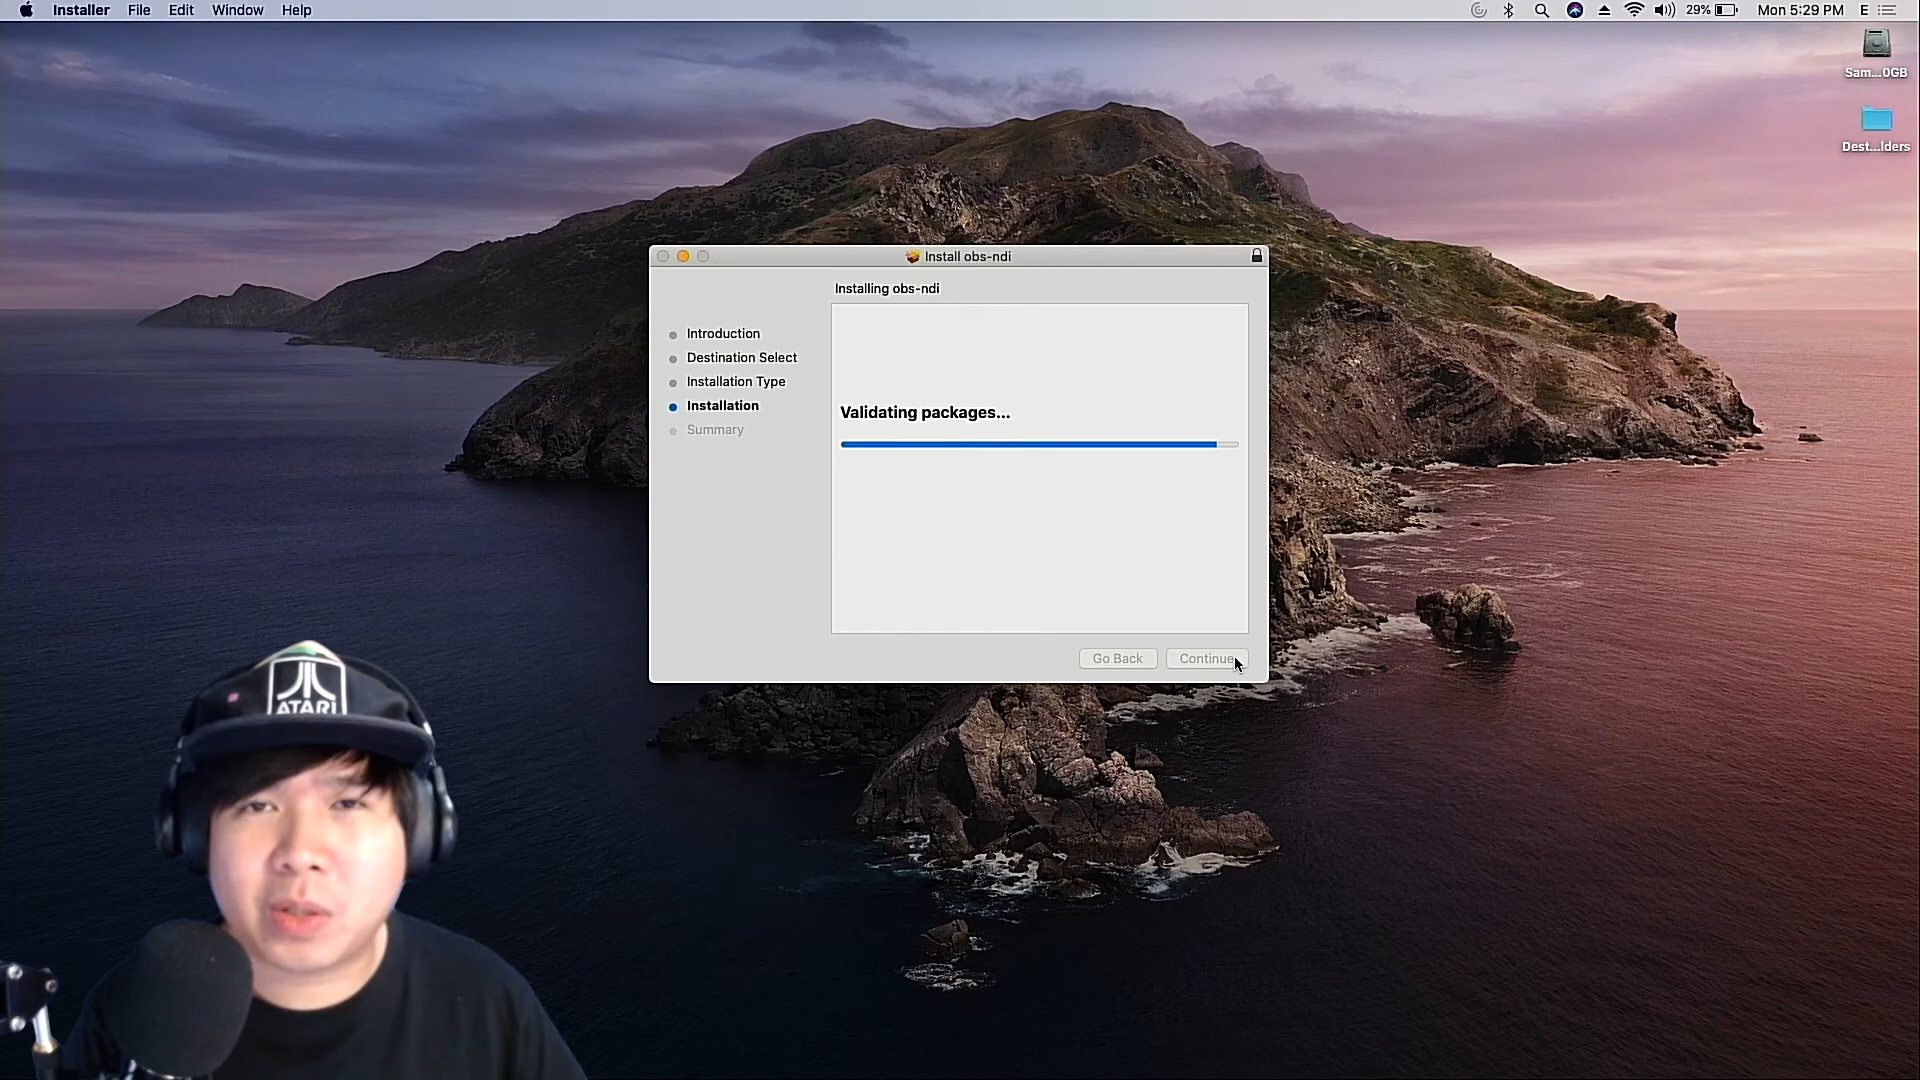 Installer File Edit Window Help 29% Mon 5:29 PM E
Sam...0GB
Dest...lders
Install obs-ndi
Installing obs-ndi
Introduction
Destination Select
Installation Type
Installation
Summary
Validating packages...
Go Back Continue
ATARI